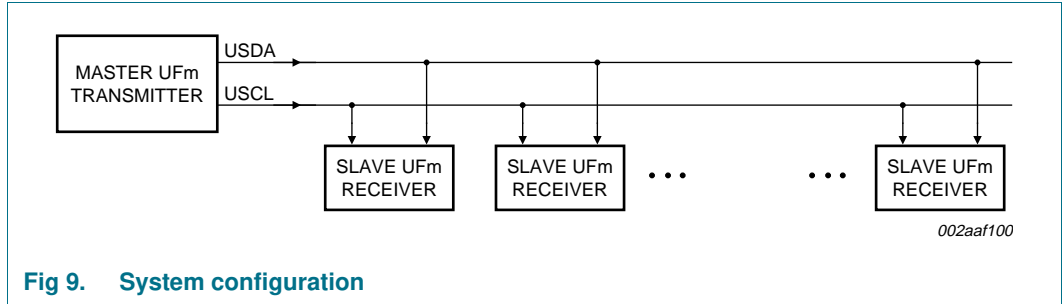 USDA
MASTER UFm
TRANSMITTER
USCL
SLAVE UFm
RECEIVER
SLAVE UFm
RECEIVER
SLAVE UFm
RECEIVER
002aaf100
Fig 9. System configuration